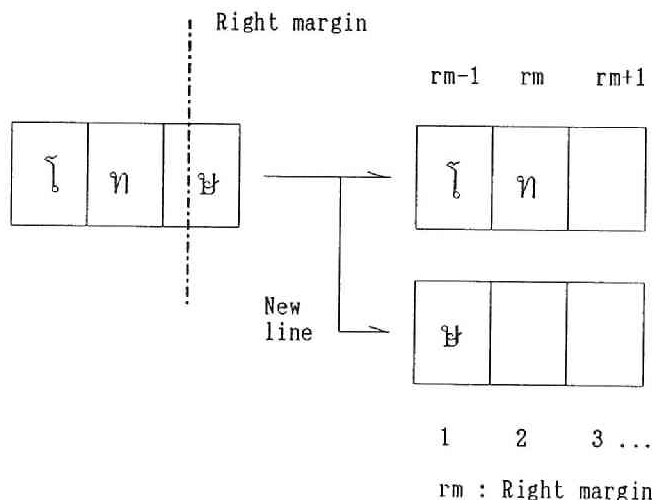 Right margin
rm-1 rm rm+1
โ ท ษ
โ ท
New
line
ษ
1 2 3 ...
rm : Right margin